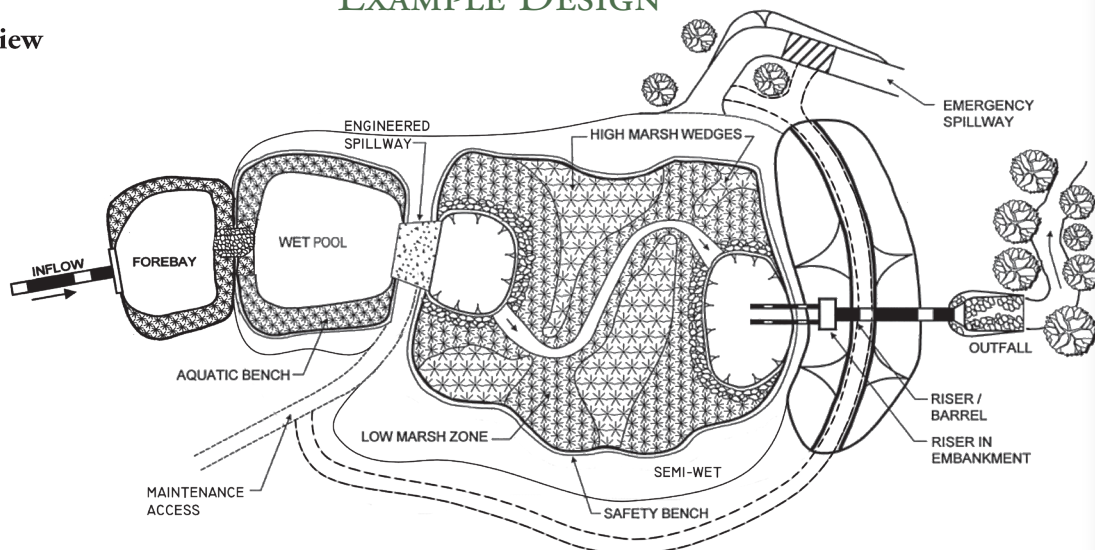 EXAMPLE DESIGN
iew
ENGINEERED
SPILLWAY
HIGH MARSH WEDGES
EMERGENCY
SPILLWAY
WET POOL
FOREBAY
INFLOW
OUTFALL
AQUATIC BENCH
RISER /
BARREL
LOW MARSH ZONE
RISER IN
EMBANKMENT
SEMI-WET
MAINTENANCE
ACCESS
SAFETY BENCH